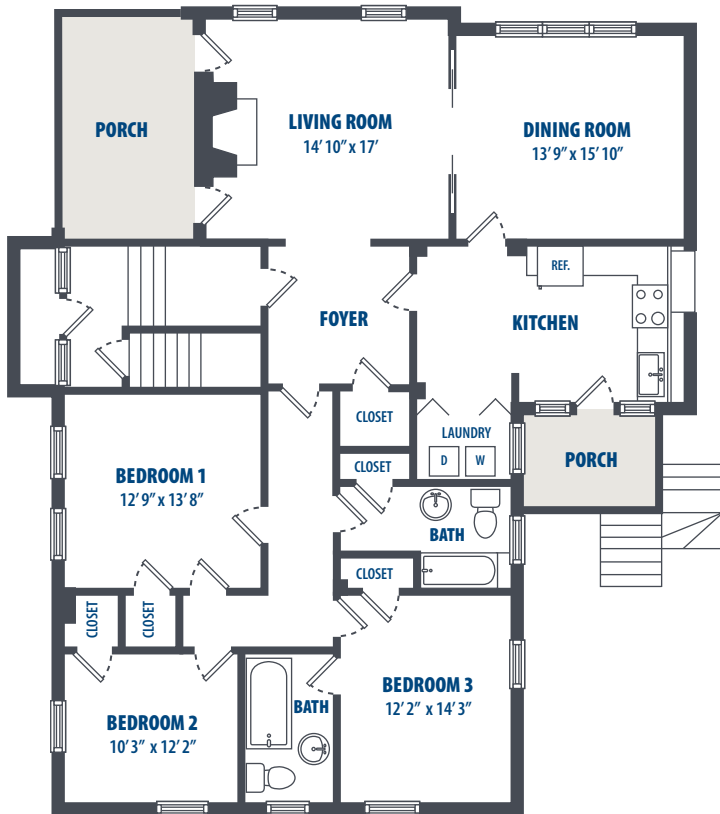 PORCH
LIVING ROOM
14’ 10” x 17’
DINING ROOM
13’ 9” x 15’ 10”
REF.
FOYER
KITCHEN
CLOSET
LAUNDRY
D W
CLOSET
PORCH
BEDROOM 1
12’ 9” x 13’ 8”
BATH
CLOSET
CLOSET
CLOSET
BEDROOM 3
12’ 2” x 14’ 3”
BATH
BEDROOM 2
10’ 3” x 12’ 2”